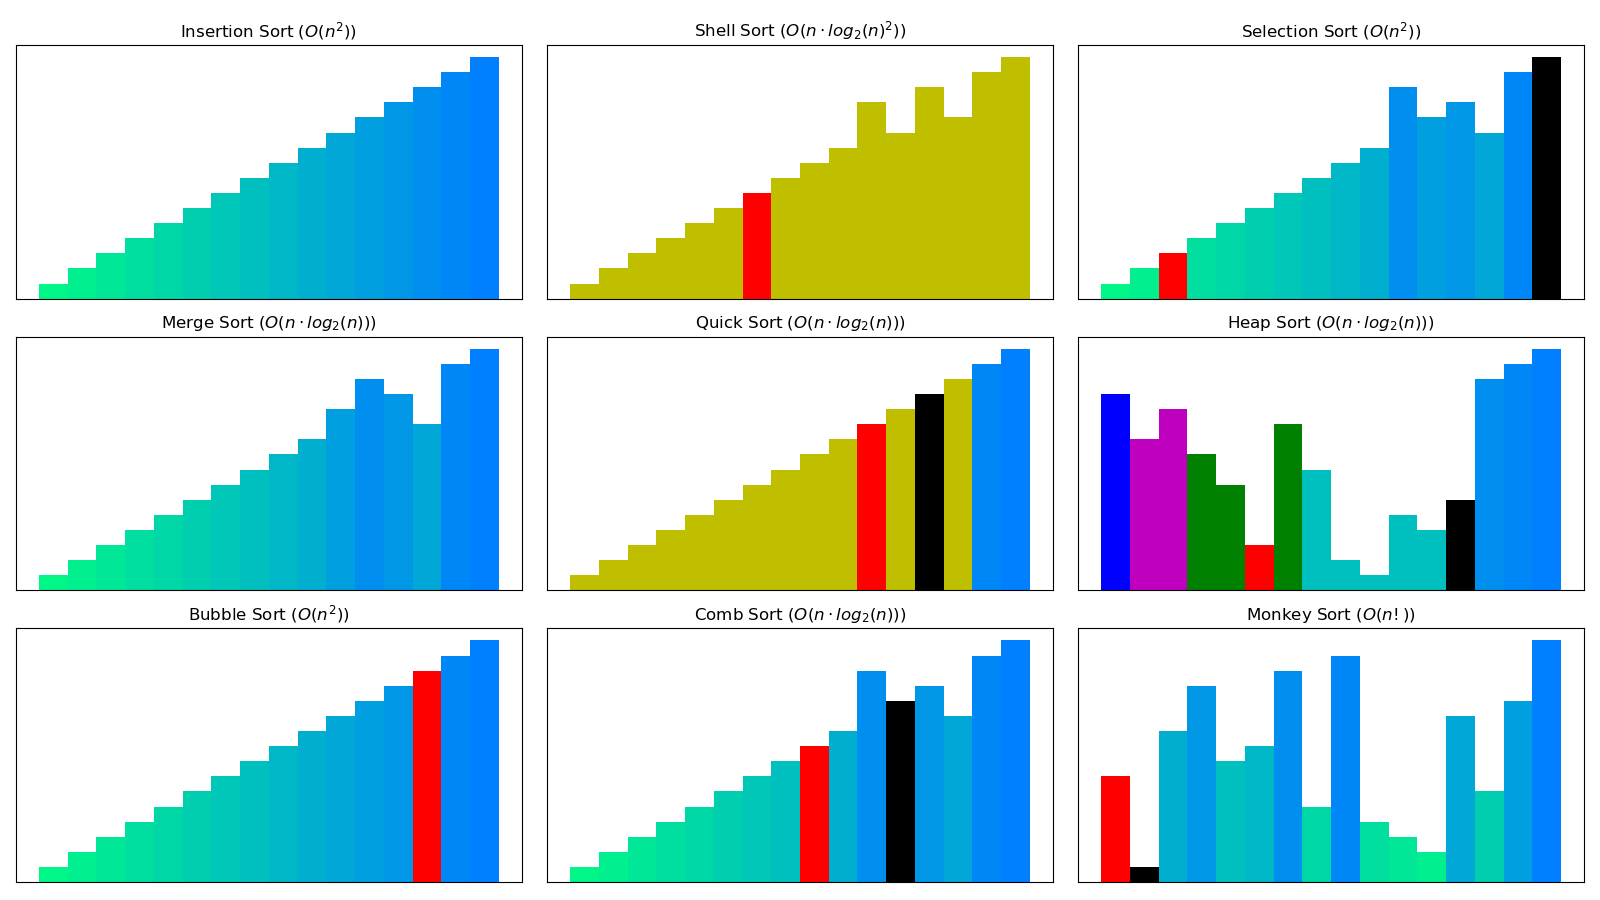 Insertion Sort (O(n²))
Shell Sort (O(n · log₂(n)²))
Selection Sort (O(n²))
Merge Sort (O(n · log₂(n)))
Quick Sort (O(n · log₂(n)))
Heap Sort (O(n · log₂(n)))
Bubble Sort (O(n²))
Comb Sort (O(n · log₂(n)))
Monkey Sort (O(n!))